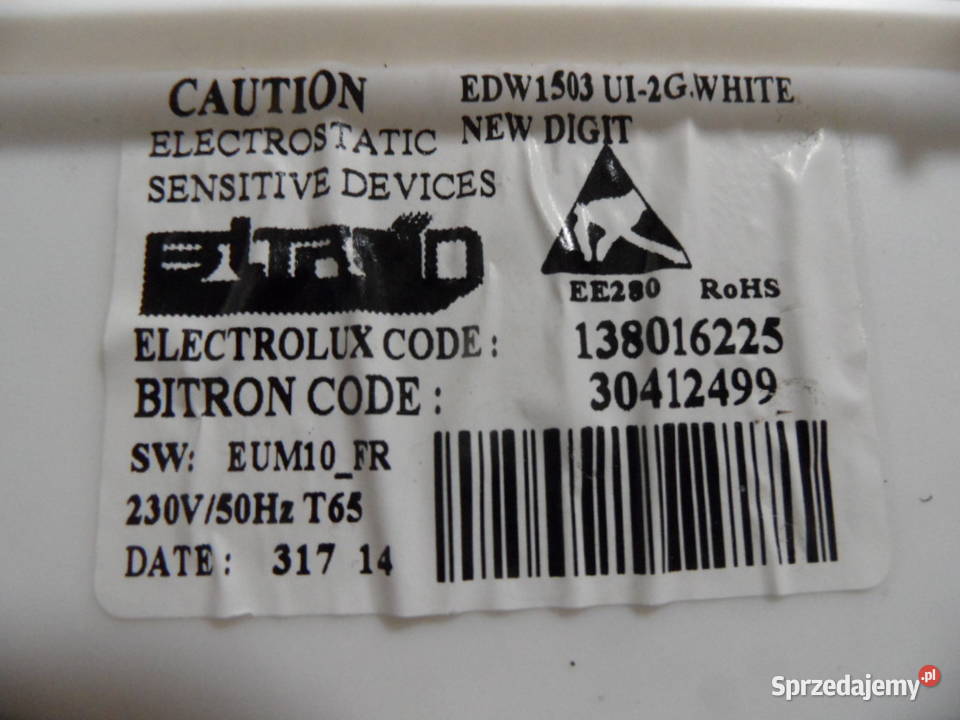 CAUTION
ELECTROSTATIC
SENSITIVE DEVICES
EDW1503 UI-2G.WHITE
NEW DIGIT
EE280 RoHS
ELECTROLUX CODE: 138016225
BITRON CODE: 30412499
SW: EUM10_FR
230V/50Hz T65
DATE: 317 14
Sprzedajemy.pl